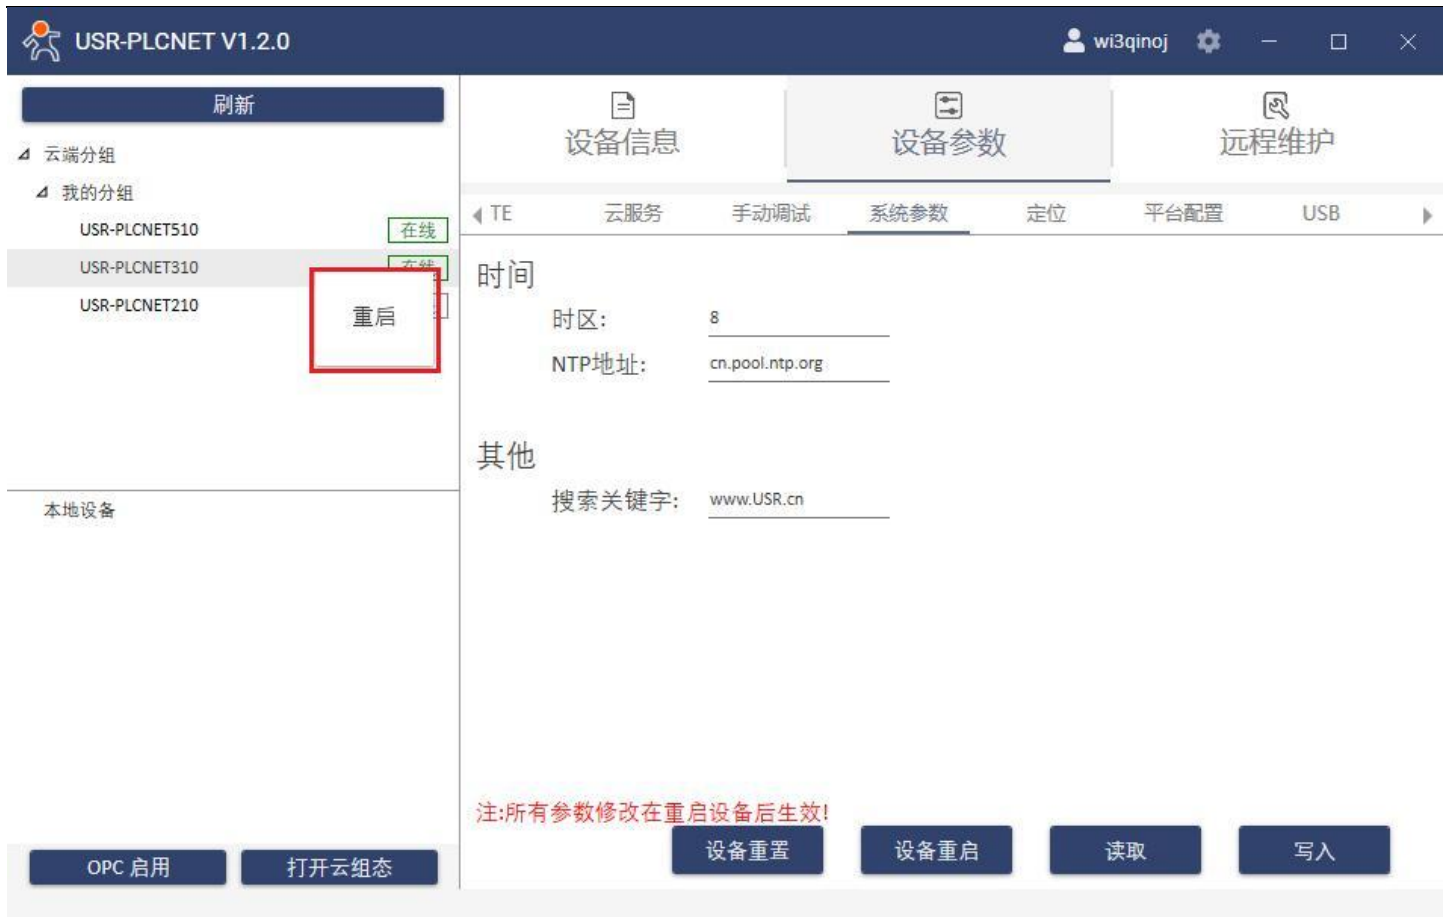 USR-PLCNET V1.2.0
wi3qinoj
刷新
云端分组
我的分组
USR-PLCNET510
在线
USR-PLCNET310
在线
USR-PLCNET210
重启
本地设备
OPC 启用
打开云组态
设备信息
设备参数
远程维护
TE
云服务
手动调试
系统参数
定位
平台配置
USB
时间
时区:
8
NTP地址:
cn.pool.ntp.org
其他
搜索关键字:
www.USR.cn
注:所有参数修改在重启设备后生效!
设备重置
设备重启
读取
写入